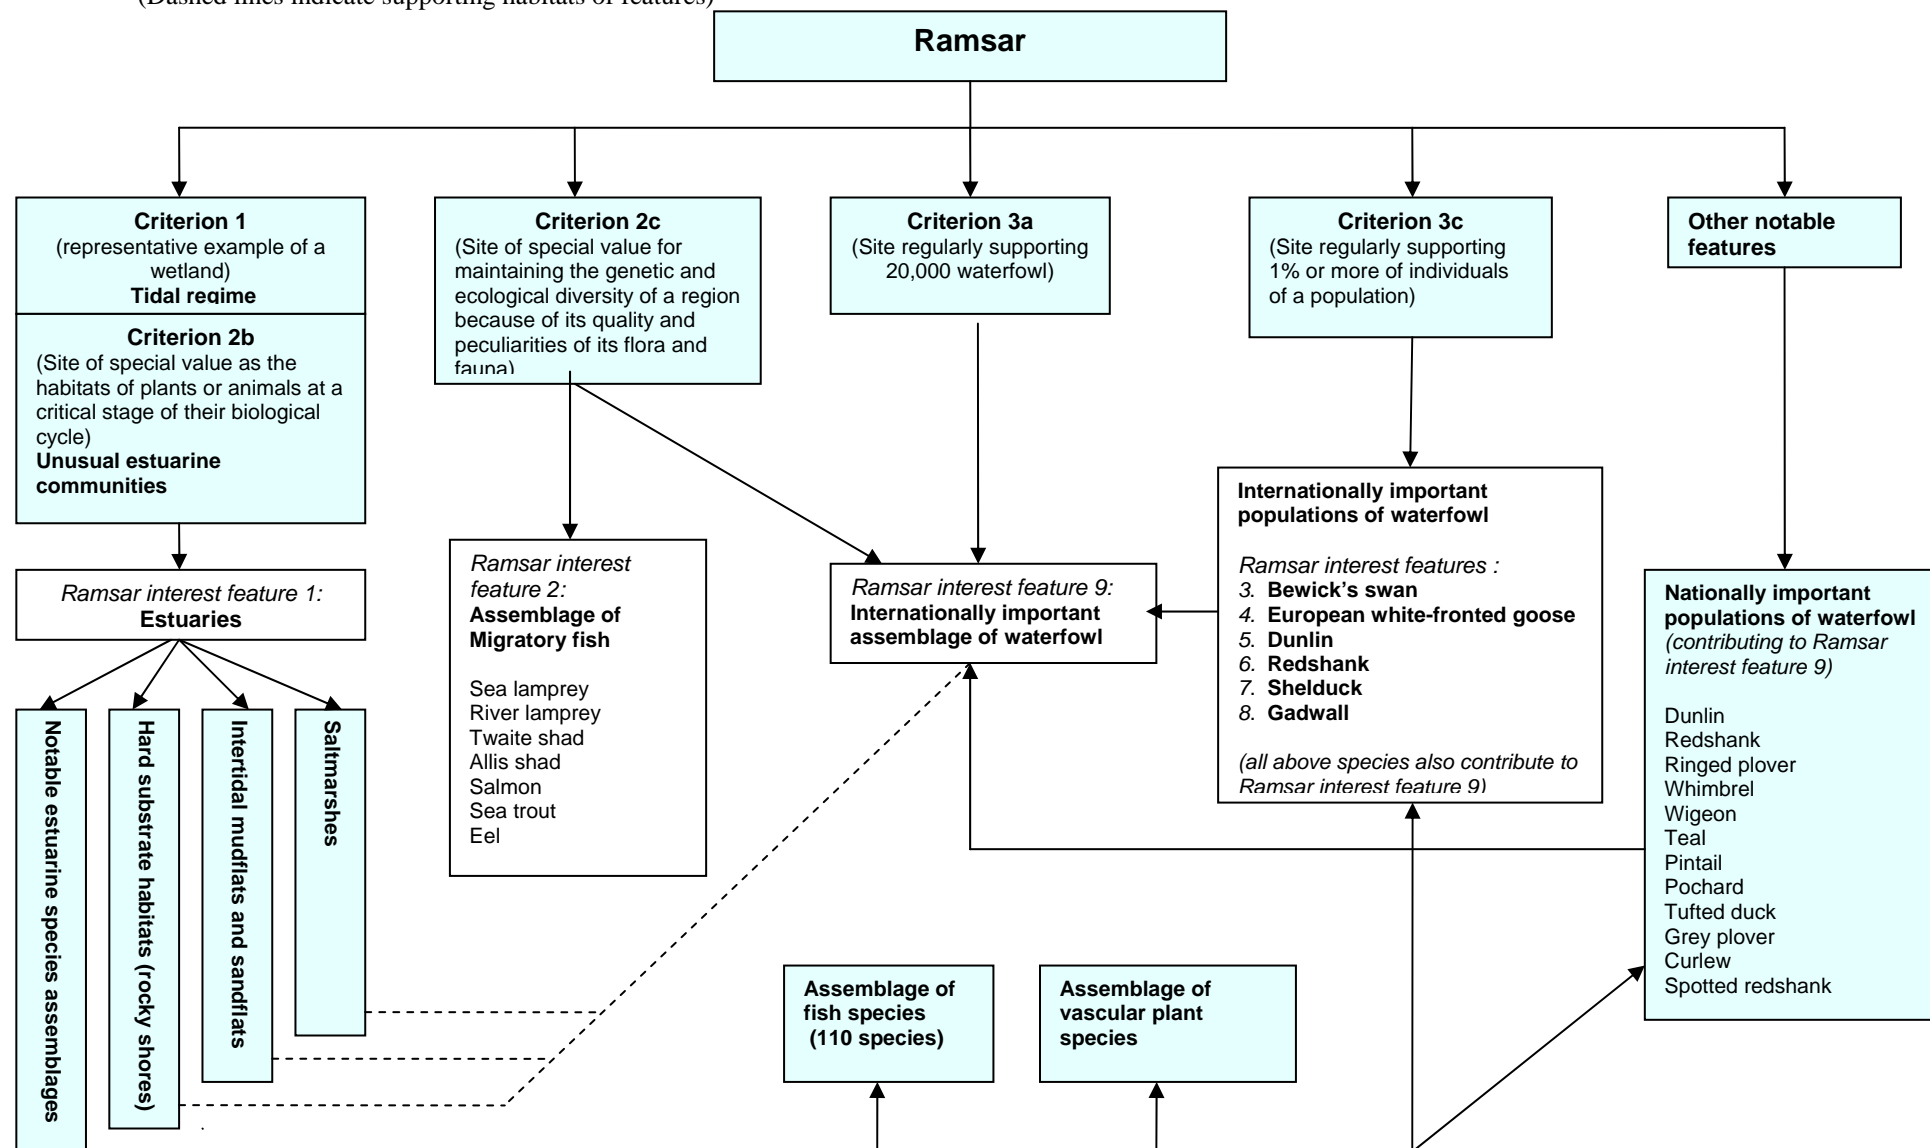 (Dashed lines indicate supporting habitats or features)
Ramsar
Criterion 1
(representative example of a
wetland)
Tidal regime
Criterion 2b
(Site of special value as the
habitats of plants or animals at a
critical stage of their biological
cycle)
Unusual estuarine
communities
Criterion 2c
(Site of special value for
maintaining the genetic and
ecological diversity of a region
because of its quality and
peculiarities of its flora and
fauna)
Criterion 3a
(Site regularly supporting
20,000 waterfowl)
Criterion 3c
(Site regularly supporting
1% or more of individuals
of a population)
Other notable
features
Ramsar interest feature 1:
Estuaries
Notable estuarine species assemblages
Hard substrate habitats (rocky shores)
Intertidal mudflats and sandflats
Saltmarshes
Ramsar interest
feature 2:
Assemblage of
Migratory fish
Sea lamprey
River lamprey
Twaite shad
Allis shad
Salmon
Sea trout
Eel
Ramsar interest feature 9:
Internationally important
assemblage of waterfowl
Internationally important
populations of waterfowl
Ramsar interest features :
3. Bewick’s swan
4. European white-fronted goose
5. Dunlin
6. Redshank
7. Shelduck
8. Gadwall
(all above species also contribute to
Ramsar interest feature 9)
Nationally important
populations of waterfowl
(contributing to Ramsar
interest feature 9)
Dunlin
Redshank
Ringed plover
Whimbrel
Wigeon
Teal
Pintail
Pochard
Tufted duck
Grey plover
Curlew
Spotted redshank
Assemblage of
fish species
(110 species)
Assemblage of
vascular plant
species